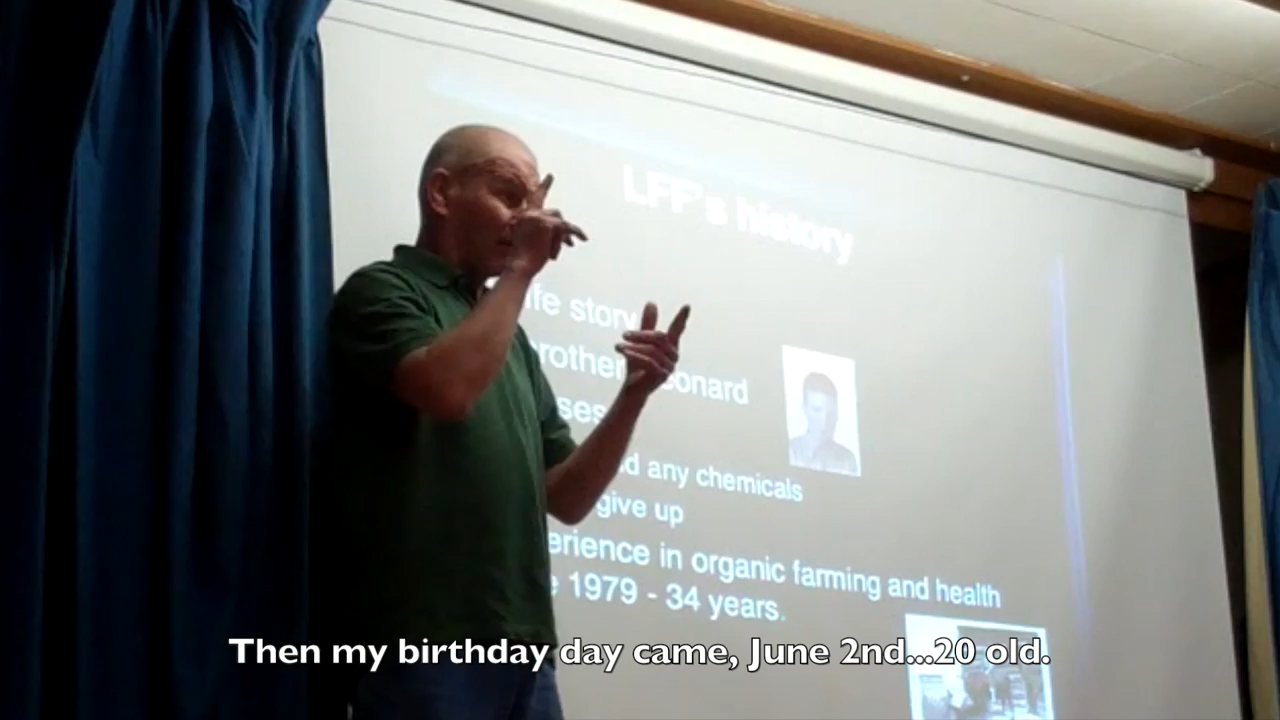 LFP's history
life story
brother Leonard
ses
d any chemicals
give up
erience in organic farming and health
e 1979 - 34 years.
Then my birthday day came, June 2nd...20 old.